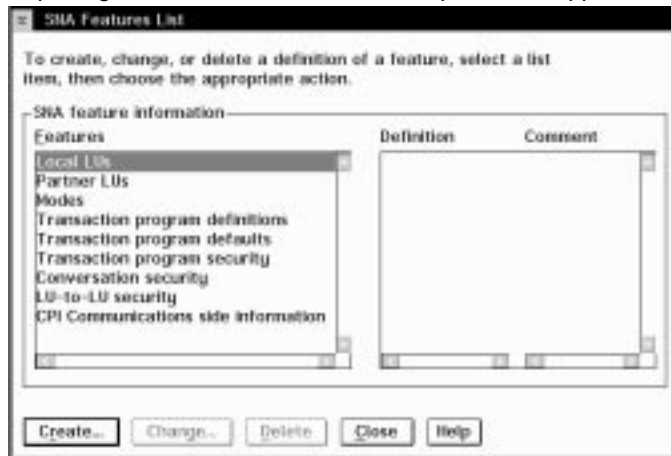 SNA Features List
To create, change, or delete a definition of a feature, select a list
item, then choose the appropriate action.
SNA feature information
Features
Definition
Comment
Local LUs
Partner LUs
Modes
Transaction program definitions
Transaction program defaults
Transaction program security
Conversation security
LU-to-LU security
CPI Communications side information
Create...
Change...
Delete
Close
Help